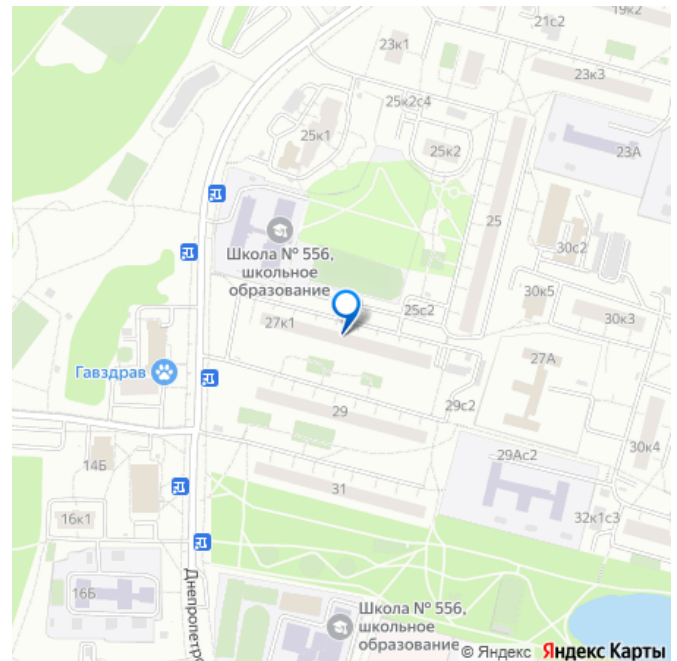 19к2
21с2
23к1
23к3
25к2с4
25к1
25к2
23А
25
Школа № 556,
школьное
образование
30с2
30к5
25с2
30к3
27к1
27А
Гавздрав
29с2
29
30к4
14Б
29Ас2
31
16к1
32к1с3
16Б
Днепропетро
Школа № 556,
школьное
образование
© Яндекс Яндекс Карты